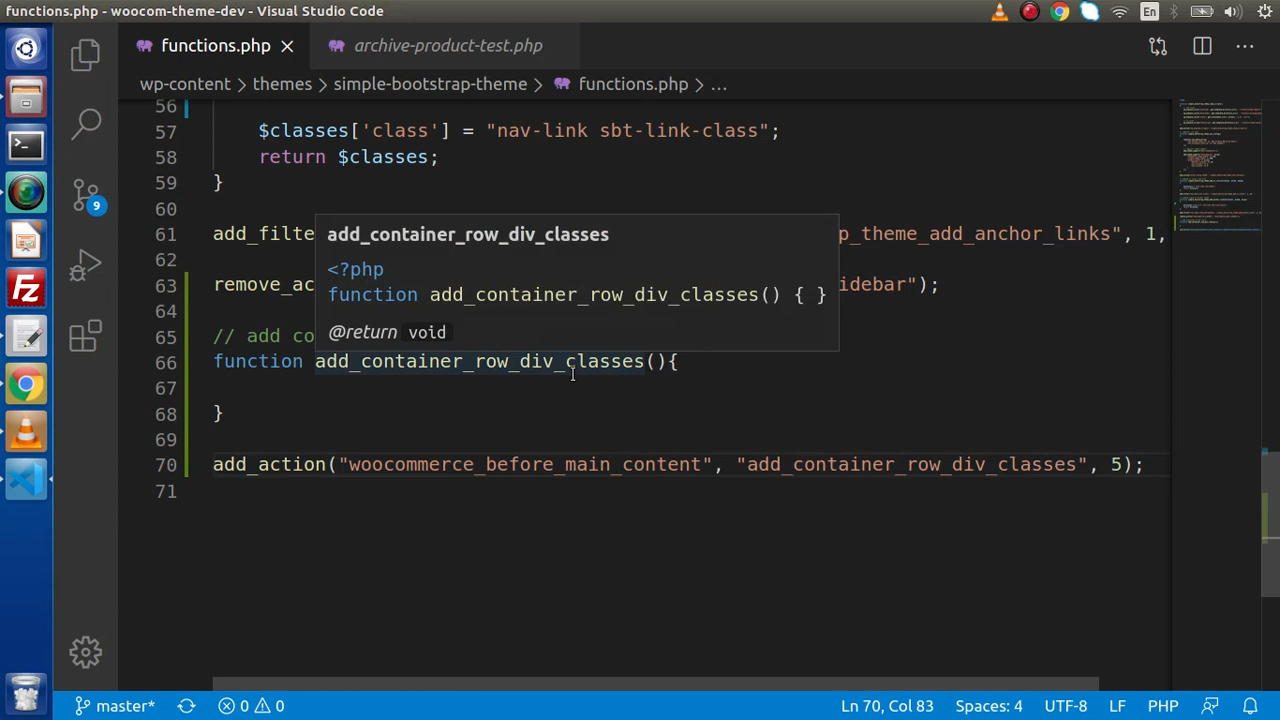 functions.php - woocom-theme-dev - Visual Studio Code
En
functions.php
archive-product-test.php
wp-content
themes
simple-bootstrap-theme
functions.php
...
56
57 $classes['class'] = "nav-link sbt-link-class";
58 return $classes;
59 }
60
61 add_filte p_theme_add_anchor_links", 1,
62
63 remove_ac idebar");
64
65 // add co
66 function add_container_row_div_classes(){
67
68 }
69
70 add_action("woocommerce_before_main_content", "add_container_row_div_classes", 5);
71
add_container_row_div_classes
<?php
function add_container_row_div_classes() { }
@return void
9
Fz
master*
0
0
Ln 70, Col 83
Spaces: 4
UTF-8
LF
PHP